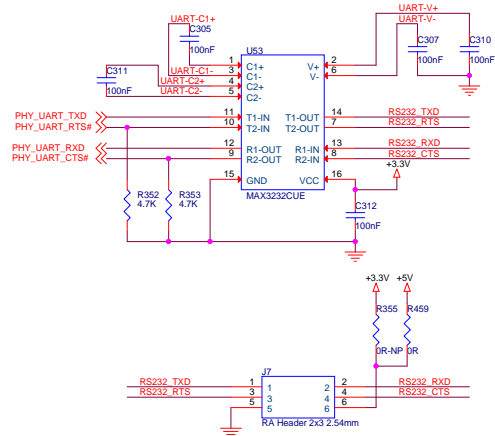 UART-C1+
C305
100nF
UART-V+
UART-V-
C307
100nF
C310
100nF
U53
C311
100nF
UART-C1-
UART-C2+
UART-C2-
1 C1+ V+ 2
3 C1- V- 6
4 C2+
5 C2-
PHY_UART_TXD 11 T1-IN T1-OUT 14 RS232_TXD
PHY_UART_RTS# 10 T2-IN T2-OUT 7 RS232_RTS
PHY_UART_RXD 12 R1-OUT R1-IN 13 RS232_RXD
PHY_UART_CTS# 9 R2-OUT R2-IN 8 RS232_CTS
+3.3V
15 GND VCC 16
MAX3232CUE
R352
4.7K
R353
4.7K
C312
100nF
+3.3V +5V
R355 R459
0R-NP 0R
J7
RS232_TXD 1 1 2 2 RS232_RXD
RS232_RTS 3 3 4 4 RS232_CTS
5 5 6 6
RA Header 2x3 2.54mm